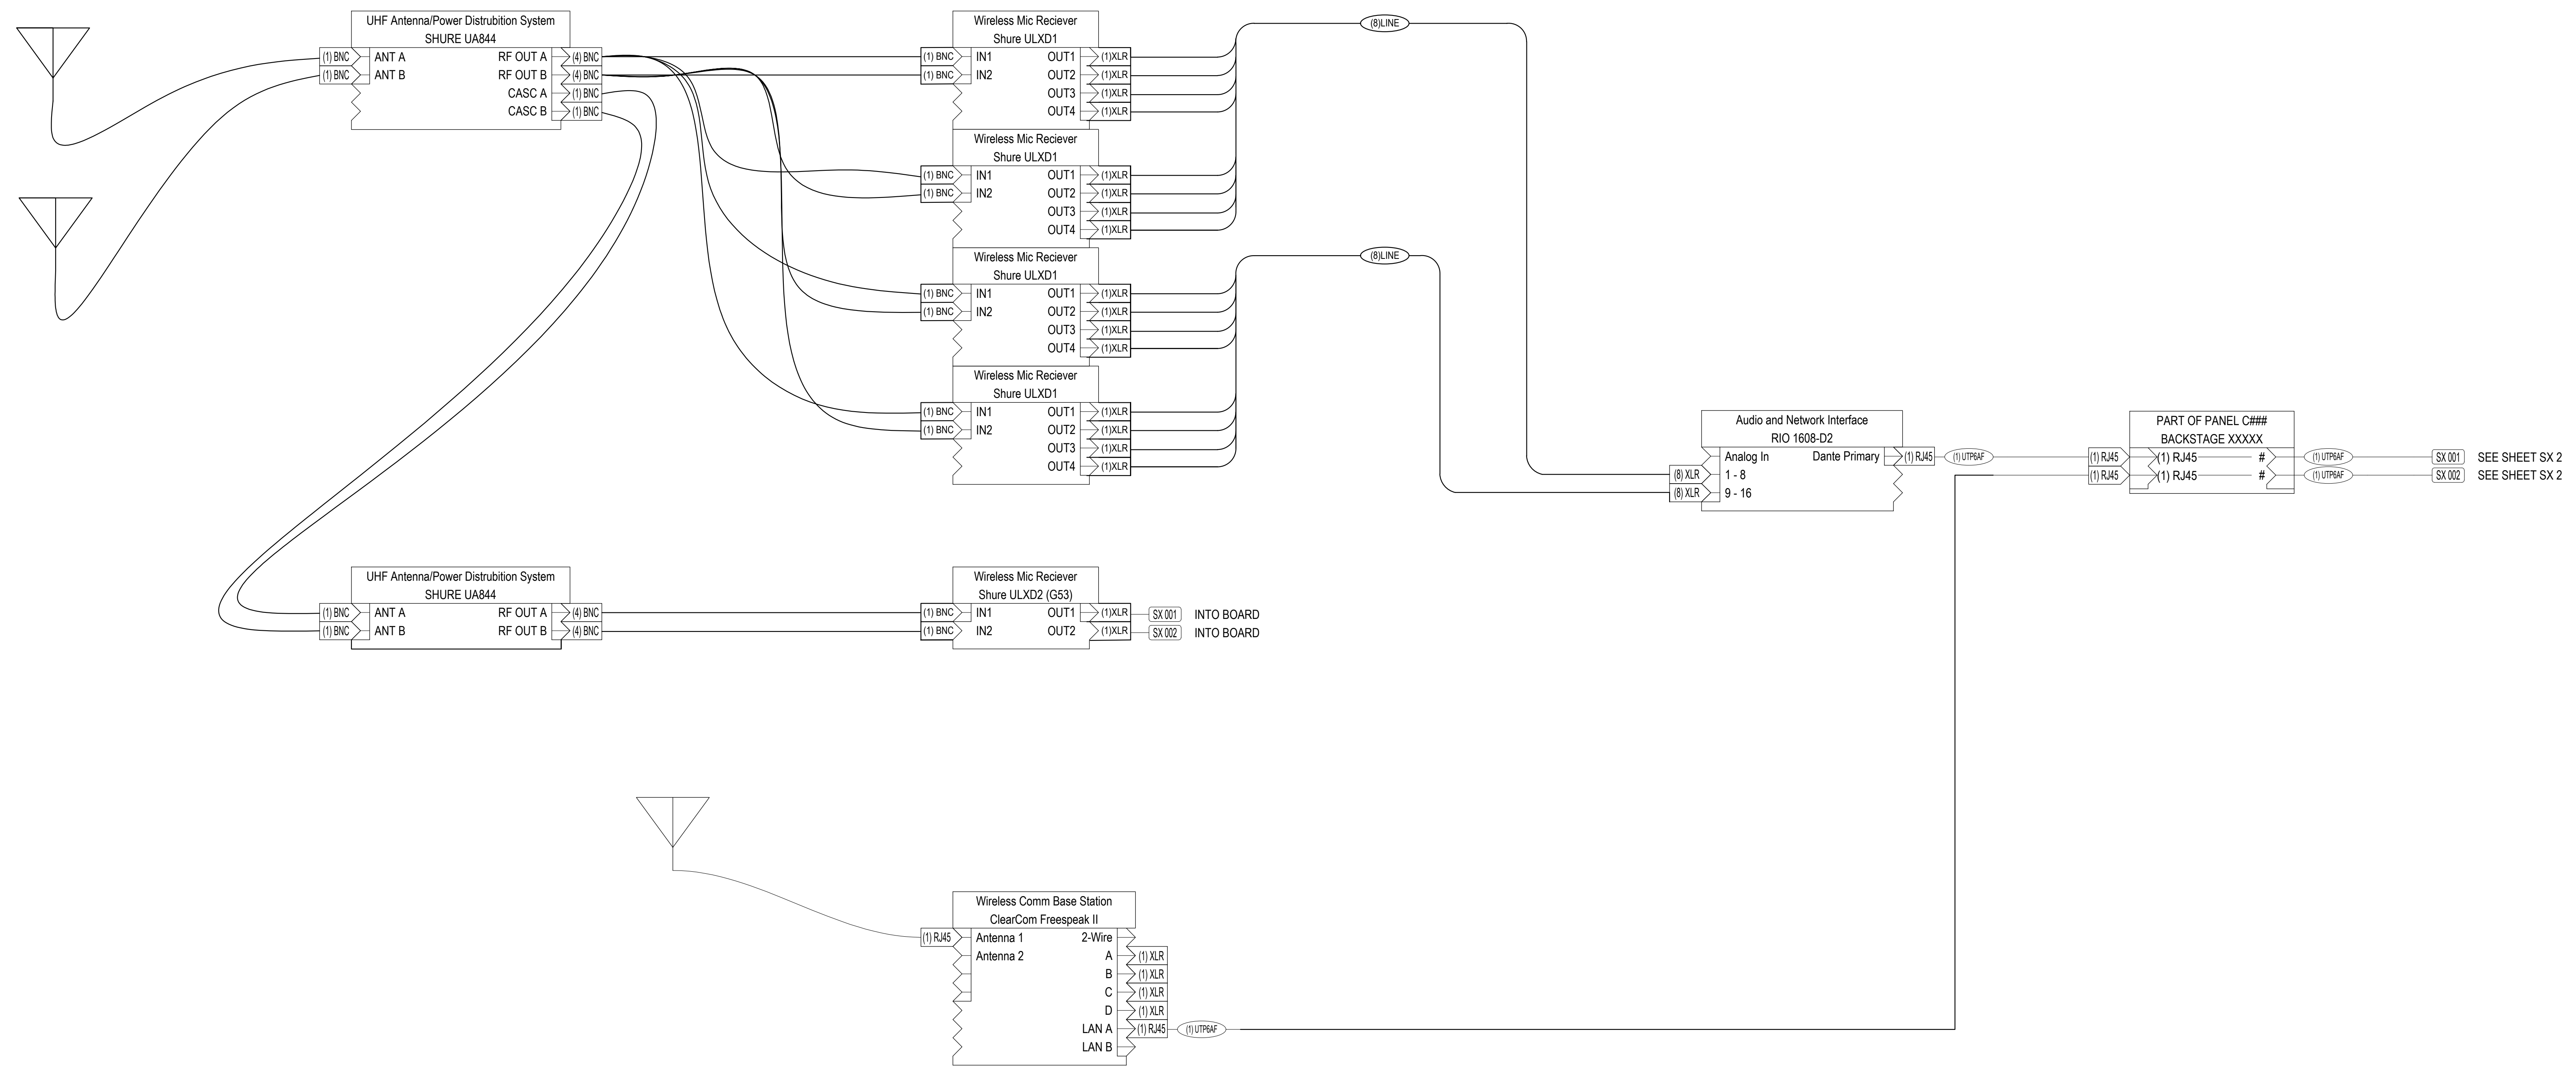 UHF Antenna/Power Distrubition System
SHURE UA844
(1) BNC ANT A RF OUT A (4) BNC
(1) BNC ANT B RF OUT B (4) BNC
CASC A (1) BNC
CASC B (1) BNC
Wireless Mic Reciever
Shure ULXD1
(1) BNC IN1 OUT1 (1)XLR
(1) BNC IN2 OUT2 (1)XLR
OUT3 (1)XLR
OUT4 (1)XLR
Wireless Mic Reciever
Shure ULXD1
(1) BNC IN1 OUT1 (1)XLR
(1) BNC IN2 OUT2 (1)XLR
OUT3 (1)XLR
OUT4 (1)XLR
Wireless Mic Reciever
Shure ULXD1
(1) BNC IN1 OUT1 (1)XLR
(1) BNC IN2 OUT2 (1)XLR
OUT3 (1)XLR
OUT4 (1)XLR
Wireless Mic Reciever
Shure ULXD1
(1) BNC IN1 OUT1 (1)XLR
(1) BNC IN2 OUT2 (1)XLR
OUT3 (1)XLR
OUT4 (1)XLR
(8)LINE
(8)LINE
Audio and Network Interface
RIO 1608-D2
Analog In Dante Primary (1) RJ45 (1) UTP6AF
(8) XLR 1 - 8
(8) XLR 9 - 16
PART OF PANEL C###
BACKSTAGE XXXXX
(1) RJ45 (1) RJ45 # (1) UTP6AF SX 001 SEE SHEET SX 2
(1) RJ45 (1) RJ45 # (1) UTP6AF SX 002 SEE SHEET SX 2
UHF Antenna/Power Distrubition System
SHURE UA844
(1) BNC ANT A RF OUT A (4) BNC
(1) BNC ANT B RF OUT B (4) BNC
Wireless Mic Reciever
Shure ULXD2 (G53)
(1) BNC IN1 OUT1 (1)XLR SX 001 INTO BOARD
(1) BNC IN2 OUT2 (1)XLR SX 002 INTO BOARD
Wireless Comm Base Station
ClearCom Freespeak II
(1) RJ45 Antenna 1 2-Wire
Antenna 2 A (1) XLR
B (1) XLR
C (1) XLR
D (1) XLR
LAN A (1) RJ45 (1) UTP6AF
LAN B